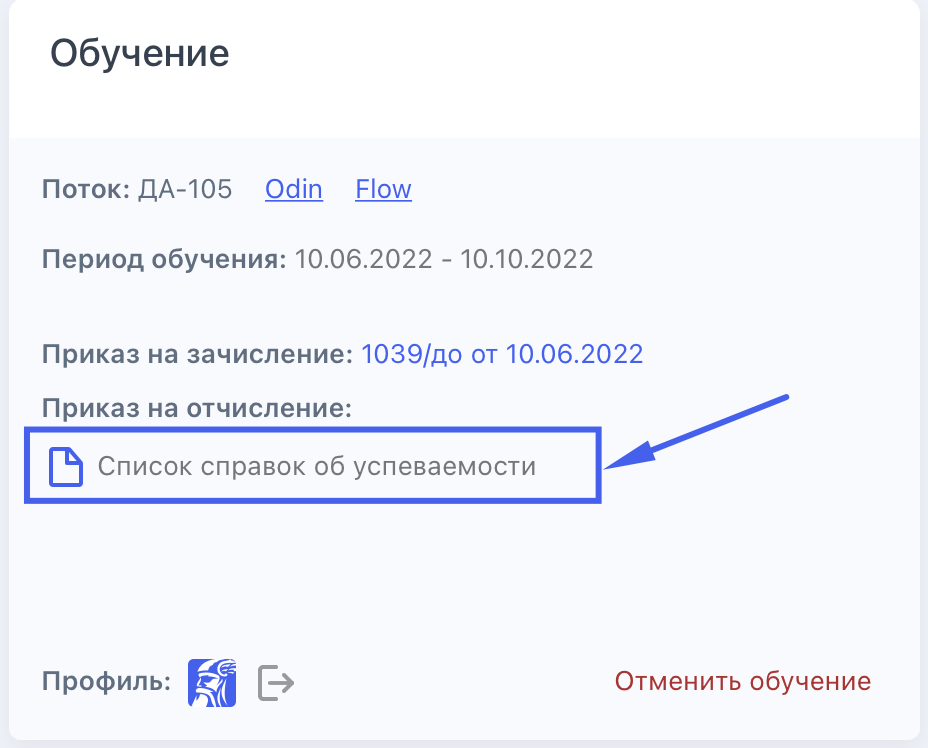 Обучение
Поток: ДА-105 Odin Flow
Период обучения: 10.06.2022 - 10.10.2022
Приказ на зачисление: 1039/до от 10.06.2022
Приказ на отчисление:
Список справок об успеваемости
Профиль: Отменить обучение